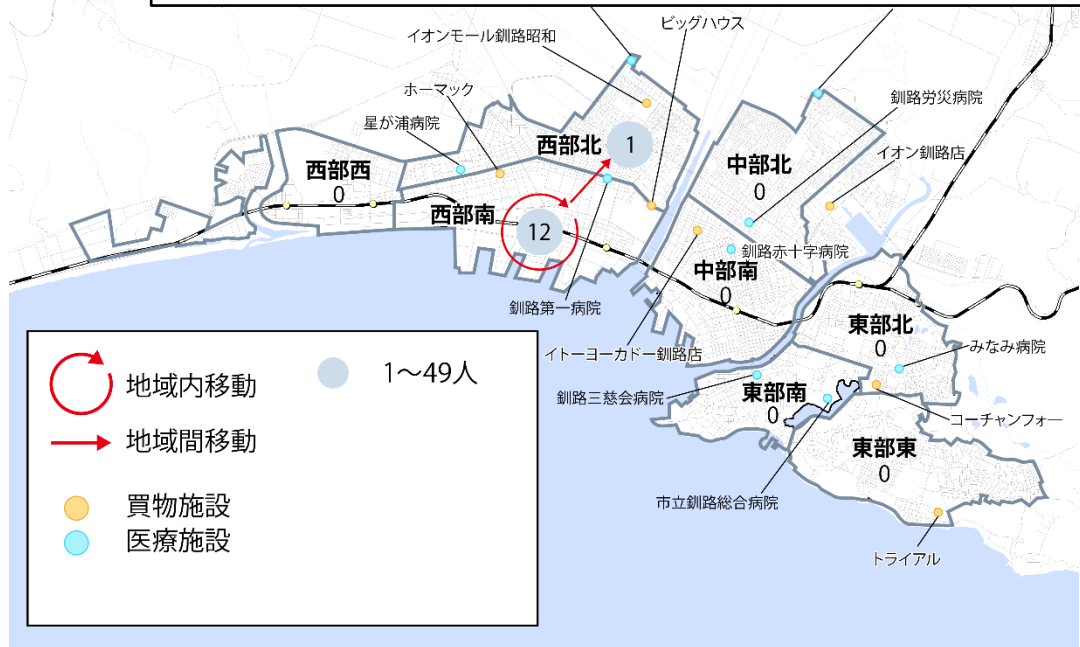 ビッグハウス
イオンモール釧路昭和
ホーマック
釧路労災病院
星が浦病院
イオン釧路店
西部北
1
中部北
0
西部西
0
西部南
12
釧路赤十字病院
中部南
0
釧路第一病院
東部北
0
イトーヨーカドー釧路店
みなみ病院
釧路三慈会病院
東部南
0
コーチャンフォー
東部東
0
市立釧路総合病院
トライアル
地域内移動
1～49人
地域間移動
買物施設
医療施設